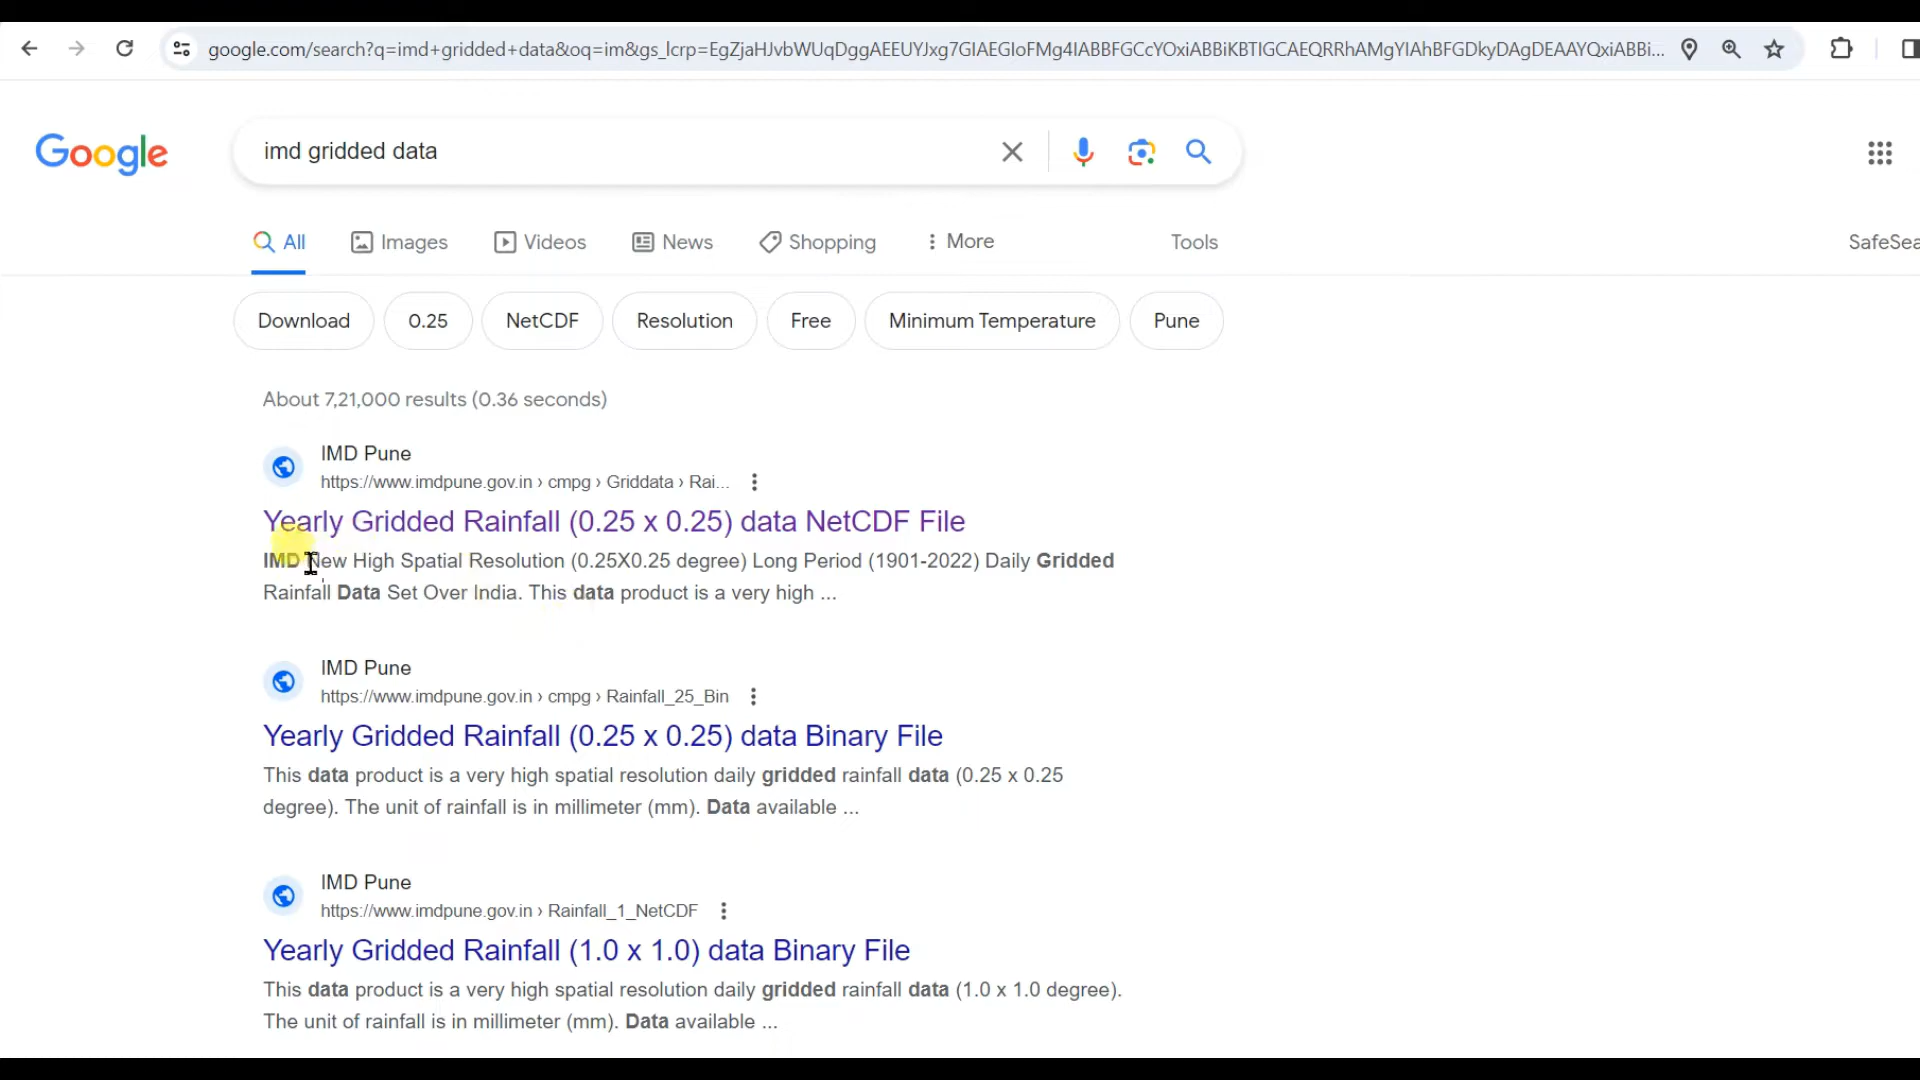 google.com/search?q=imd+gridded+data&oq=im&gs_lcrp=EgZjaHJvbWUqDggAEEUYJxg7GIAEGIoFMg4IABBFGCcYOxiABBiKBTIGCAEQRRhAMgYIAhBFGDkyDAgDEAAYQxiABBi...
Google
imd gridded data
All Images Videos News Shopping More Tools SafeSea
Download 0.25 NetCDF Resolution Free Minimum Temperature Pune
About 7,21,000 results (0.36 seconds)
IMD Pune
https://www.imdpune.gov.in › cmpg › Griddata › Rai...
Yearly Gridded Rainfall (0.25 x 0.25) data NetCDF File
IMD New High Spatial Resolution (0.25X0.25 degree) Long Period (1901-2022) Daily Gridded
Rainfall Data Set Over India. This data product is a very high ...
IMD Pune
https://www.imdpune.gov.in › cmpg › Rainfall_25_Bin
Yearly Gridded Rainfall (0.25 x 0.25) data Binary File
This data product is a very high spatial resolution daily gridded rainfall data (0.25 x 0.25
degree). The unit of rainfall is in millimeter (mm). Data available ...
IMD Pune
https://www.imdpune.gov.in › Rainfall_1_NetCDF
Yearly Gridded Rainfall (1.0 x 1.0) data Binary File
This data product is a very high spatial resolution daily gridded rainfall data (1.0 x 1.0 degree).
The unit of rainfall is in millimeter (mm). Data available ...